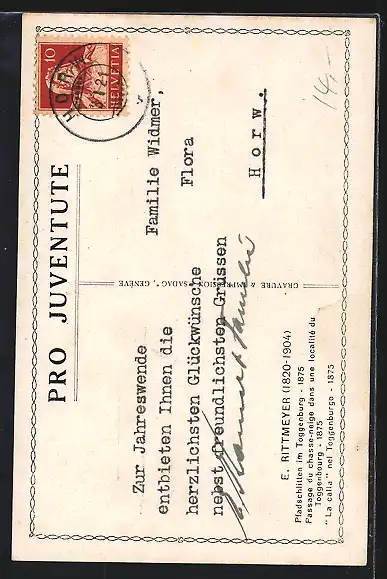 PRO JUVENTUTE
Zur Jahreswende
entbieten Ihnen die
herzlichsten Glückwünsche
nebst freundlichsten Grüssen
E. RITTMEYER (1820-1904)
Pfadschlitten im Toggenburg - 1875
Passage du chasse-neige dans une localité du
Toggenbourg - 1875
"La calla" nel Toggenburgo - 1875
GRAVURE & IMPRESSION "SADAG", GENÈVE
10
HELVETIA
HORW
Familie Widmer,
Flora
Horw.
14,-